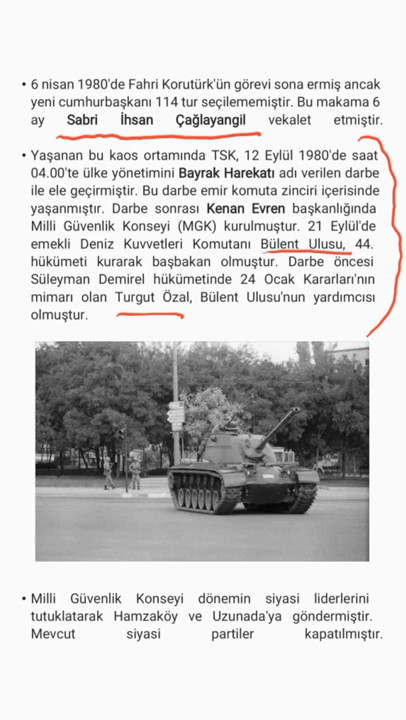 • 6 nisan 1980'de Fahri Korutürk'ün görevi sona ermiş ancak
yeni cumhurbaşkanı 114 tur seçilememiştir. Bu makama 6
ay Sabri İhsan Çağlayangil vekalet etmiştir.
• Yaşanan bu kaos ortamında TSK, 12 Eylül 1980'de saat
04.00'te ülke yönetimini Bayrak Harekatı adı verilen darbe
ile ele geçirmiştir. Bu darbe emir komuta zinciri içerisinde
yaşanmıştır. Darbe sonrası Kenan Evren başkanlığında
Milli Güvenlik Konseyi (MGK) kurulmuştur. 21 Eylül'de
emekli Deniz Kuvvetleri Komutanı Bülent Ulusu, 44.
hükümeti kurarak başbakan olmuştur. Darbe öncesi
Süleyman Demirel hükümetinde 24 Ocak Kararları'nın
mimarı olan Turgut Özal, Bülent Ulusu'nun yardımcısı
olmuştur.
• Milli Güvenlik Konseyi dönemin siyasi liderlerini
tutuklatarak Hamzaköy ve Uzunada'ya göndermiştir.
Mevcut siyasi partiler kapatılmıştır.